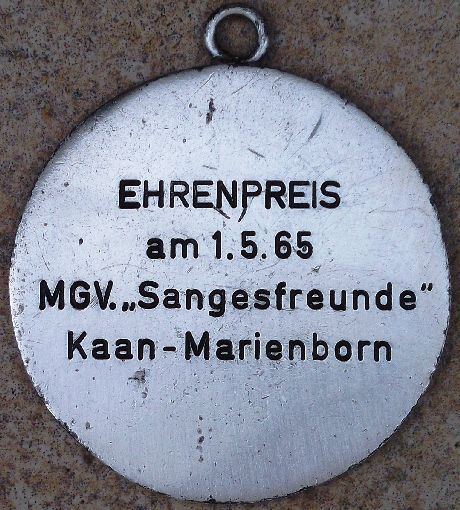 EHRENPREIS
am 1.5.65
MGV. „Sangesfreunde“
Kaan-Marienborn